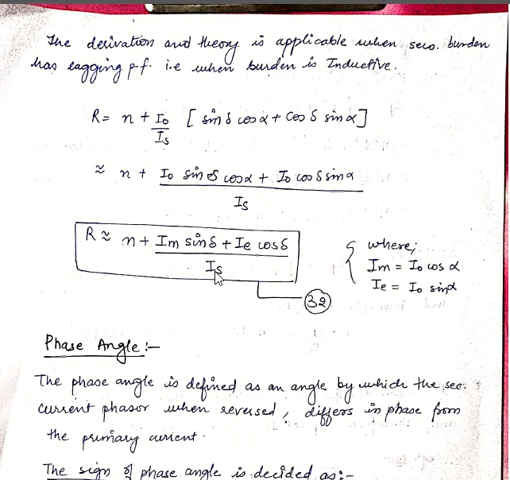 The derivation and theory is applicable when seco. burden
has lagging p.f. i.e when burden is Inductive.
R = n + Io/Is [ sin δ cos α + cos δ sin α ]
≈ n + Io sin δ cos α + Io cos δ sin α / Is
R ≈ n + Im sin δ + Ie cos δ / Is
where;
Im = Io cos α
Ie = Io sin α
32
Phase Angle:-
The phase angle is defined as an angle by which the sec.
current phasor when reversed, differs in phase from
the primary current.
The sign of phase angle is decided as:-